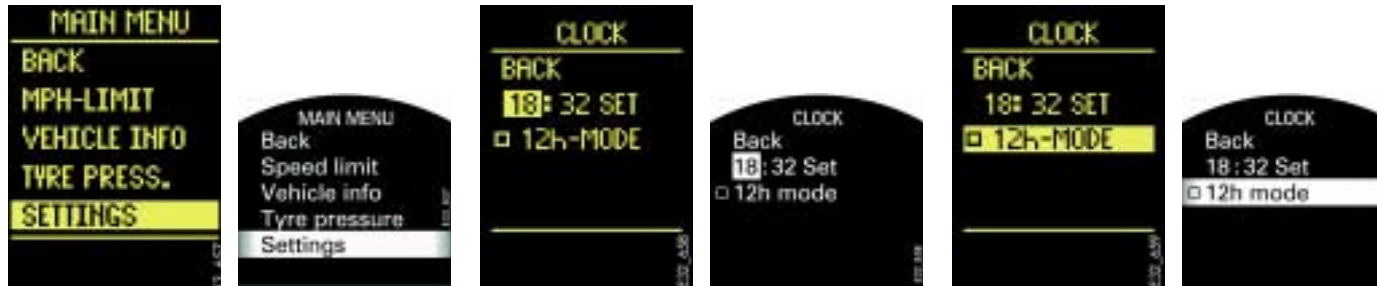 MAIN MENU
BACK
MPH-LIMIT
VEHICLE INFO
TYRE PRESS.
SETTINGS
MAIN MENU
Back
Speed limit
Vehicle info
Tyre pressure
Settings
CLOCK
BACK
18: 32 SET
12h-MODE
E32_658
CLOCK
Back
18:32 Set
12h mode
CLOCK
BACK
18: 32 SET
12h-MODE
E32_659
CLOCK
Back
18:32 Set
12h mode